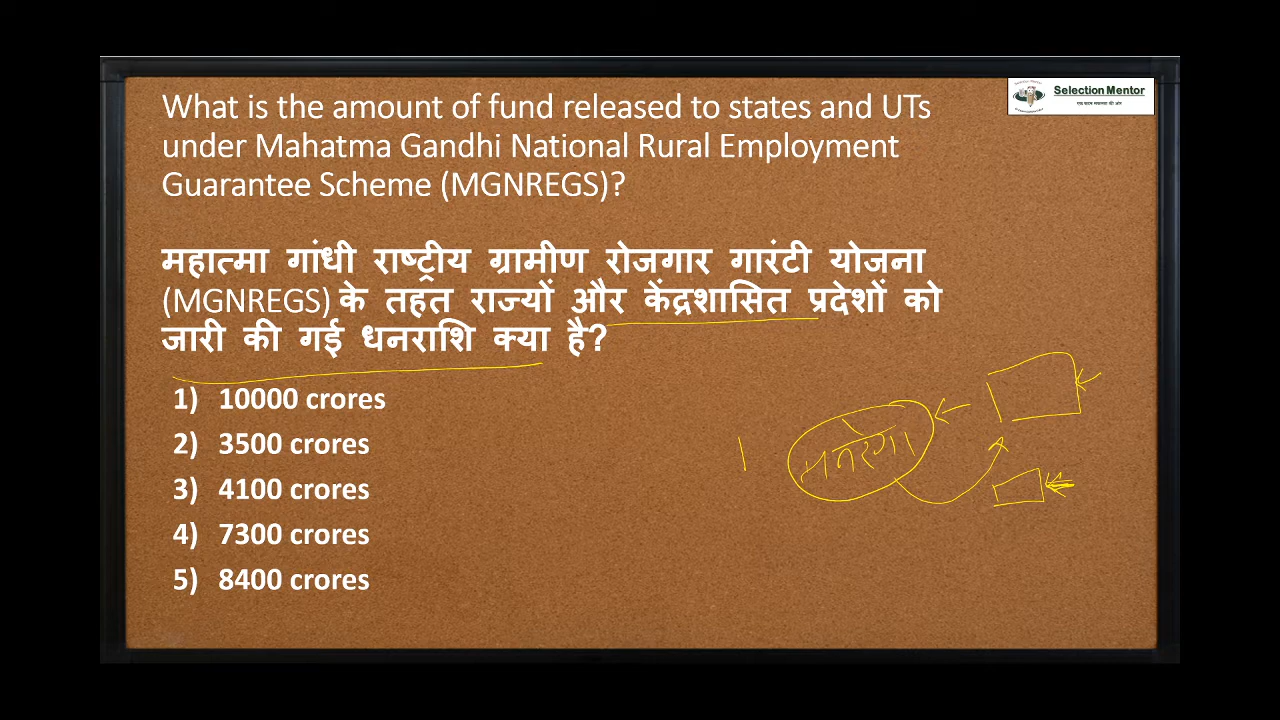 Selection Mentor
What is the amount of fund released to states and UTs
under Mahatma Gandhi National Rural Employment
Guarantee Scheme (MGNREGS)?
महात्मा गांधी राष्ट्रीय ग्रामीण रोजगार गारंटी योजना
(MGNREGS) के तहत राज्यों और केंद्रशासित प्रदेशों को
जारी की गई धनराशि क्या है?
1) 10000 crores
2) 3500 crores
3) 4100 crores
4) 7300 crores
5) 8400 crores
मनरेगा